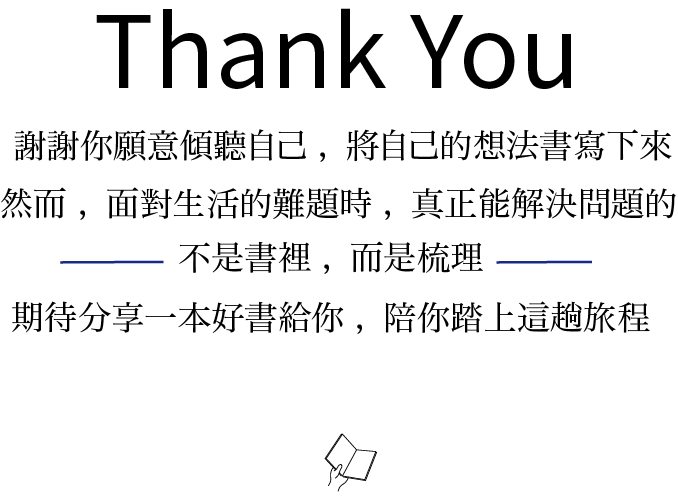 Thank You
謝謝你願意傾聽自己，將自己的想法書寫下來
然而，面對生活的難題時，真正能解決問題的
不是書裡，而是梳理
期待分享一本好書給你，陪你踏上這趟旅程